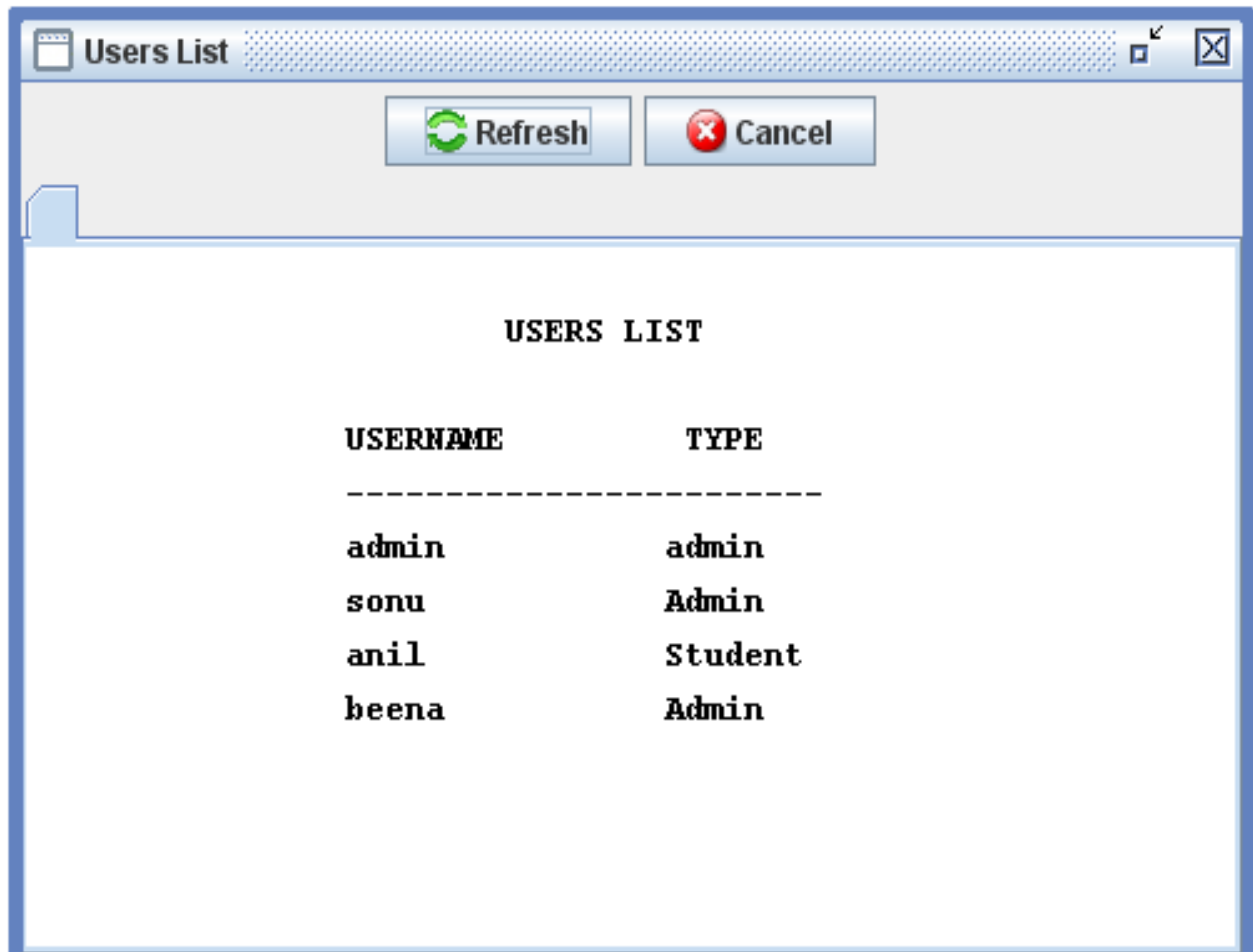 Users List
Refresh Cancel
USERS LIST
USERNAME TYPE
------------------------
admin admin
sonu Admin
anil Student
beena Admin